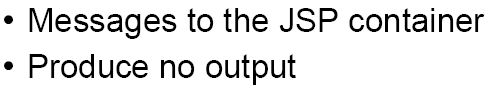 • Messages to the JSP container
• Produce no output